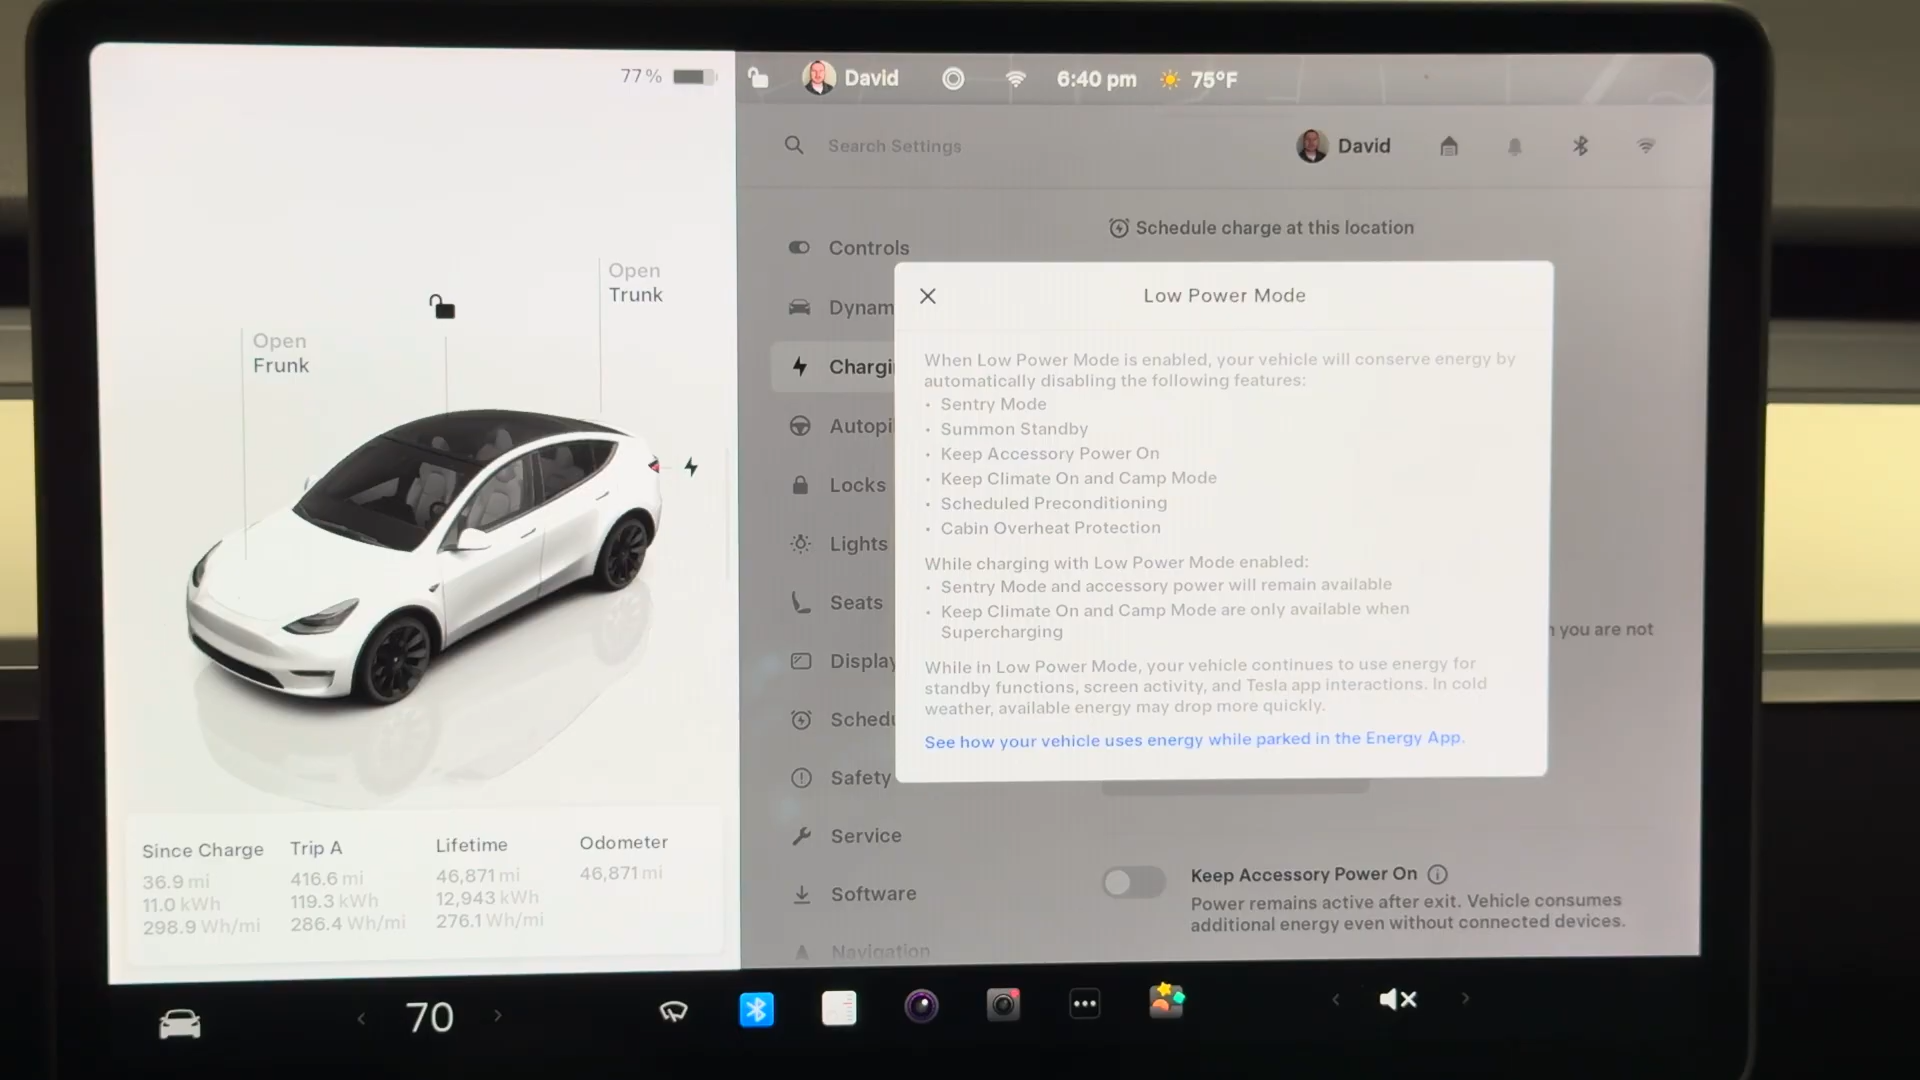 77%
David
6:40 pm
75°F
Open
Trunk
Open
Frunk
Since Charge
36.9 mi
11.0 kWh
298.9 Wh/mi
Trip A
416.6 mi
119.3 kWh
286.4 Wh/mi
Lifetime
46,871 mi
12,943 kWh
276.1 Wh/mi
Odometer
46,871 mi
Search Settings
David
Controls
Dynam
Chargi
Autopi
Locks
Lights
Seats
Display
Schedu
Safety
Service
Software
Navigation
Schedule charge at this location
Low Power Mode
When Low Power Mode is enabled, your vehicle will conserve energy by
automatically disabling the following features:
• Sentry Mode
• Summon Standby
• Keep Accessory Power On
• Keep Climate On and Camp Mode
• Scheduled Preconditioning
• Cabin Overheat Protection
While charging with Low Power Mode enabled:
• Sentry Mode and accessory power will remain available
• Keep Climate On and Camp Mode are only available when
Supercharging
While in Low Power Mode, your vehicle continues to use energy for
standby functions, screen activity, and Tesla app interactions. In cold
weather, available energy may drop more quickly.
See how your vehicle uses energy while parked in the Energy App.
you are not
Keep Accessory Power On
Power remains active after exit. Vehicle consumes
additional energy even without connected devices.
70